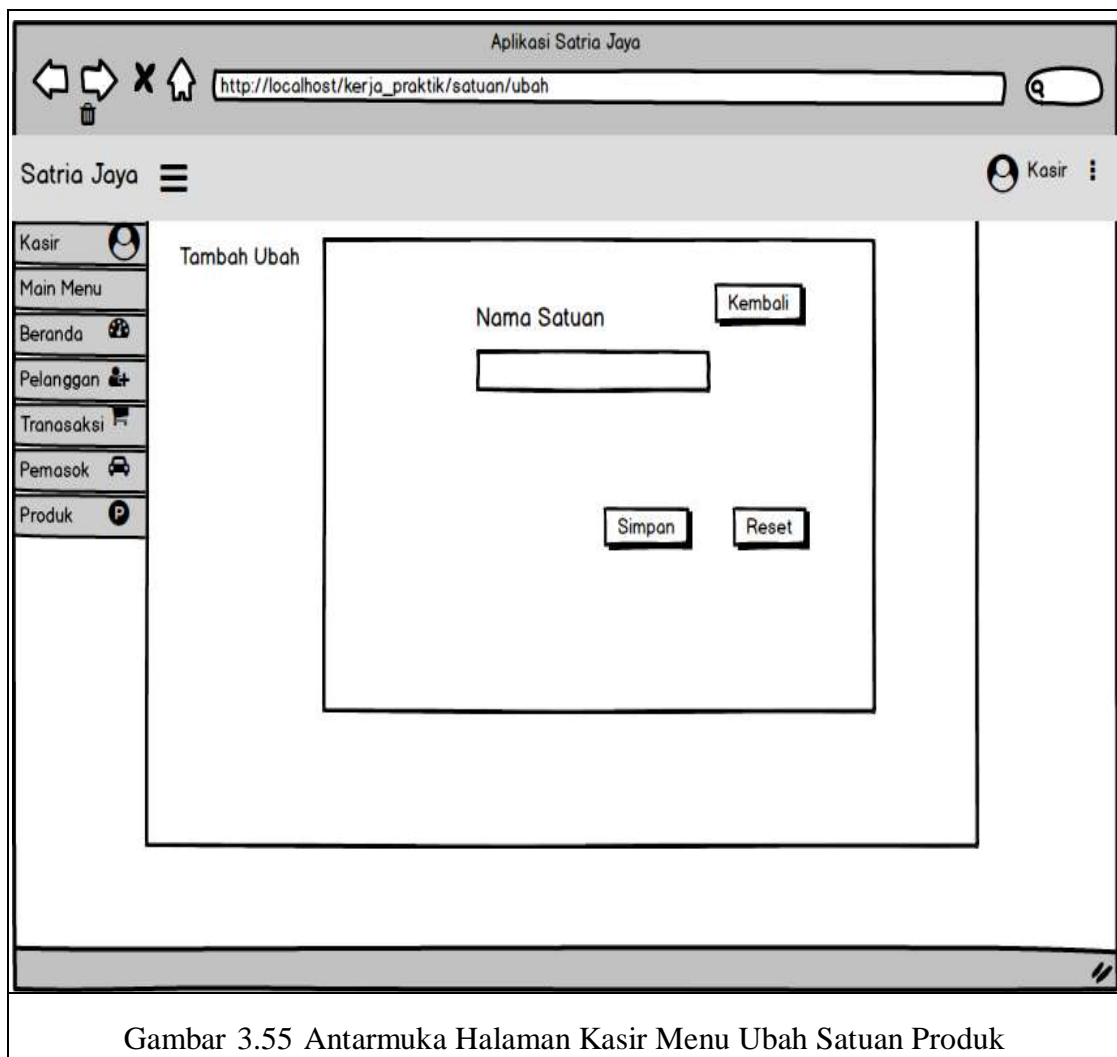 Aplikasi Satria Jaya
http://localhost/kerja_praktik/satuan/ubah
Satria Jaya
Kasir
Kasir
Main Menu
Beranda
Pelanggan
Tranasaksi
Pemasok
Produk
P
Tambah Ubah
Kembali
Nama Satuan
Simpan
Reset
Gambar 3.55 Antarmuka Halaman Kasir Menu Ubah Satuan Produk